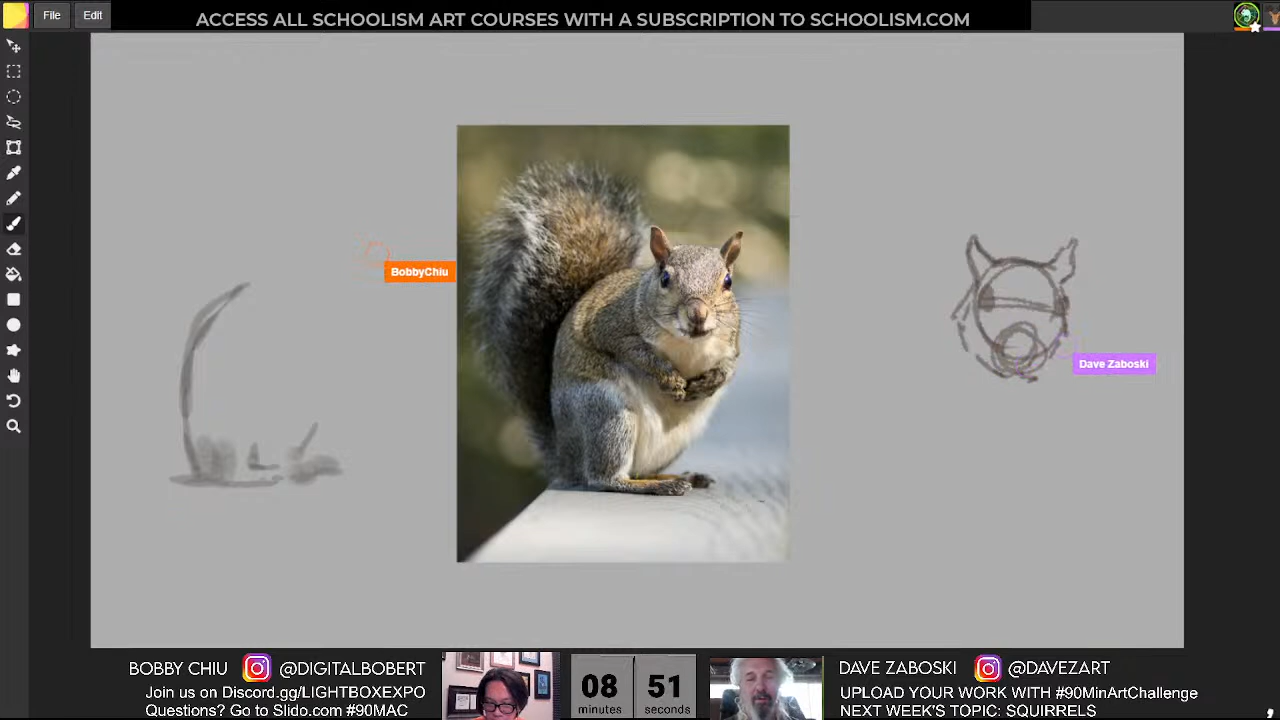 ACCESS ALL SCHOOLISM ART COURSES WITH A SUBSCRIPTION TO SCHOOLISM.COM
File Edit
BobbyChiu
Dave Zaboski
BOBBY CHIU @DIGITALBOBERT
Join us on Discord.gg/LIGHTBOXEXPO
Questions? Go to Slido.com #90MAC
08 51
minutes seconds
DAVE ZABOSKI @DAVEZART
UPLOAD YOUR WORK WITH #90MinArtChallenge
NEXT WEEK'S TOPIC: SQUIRRELS